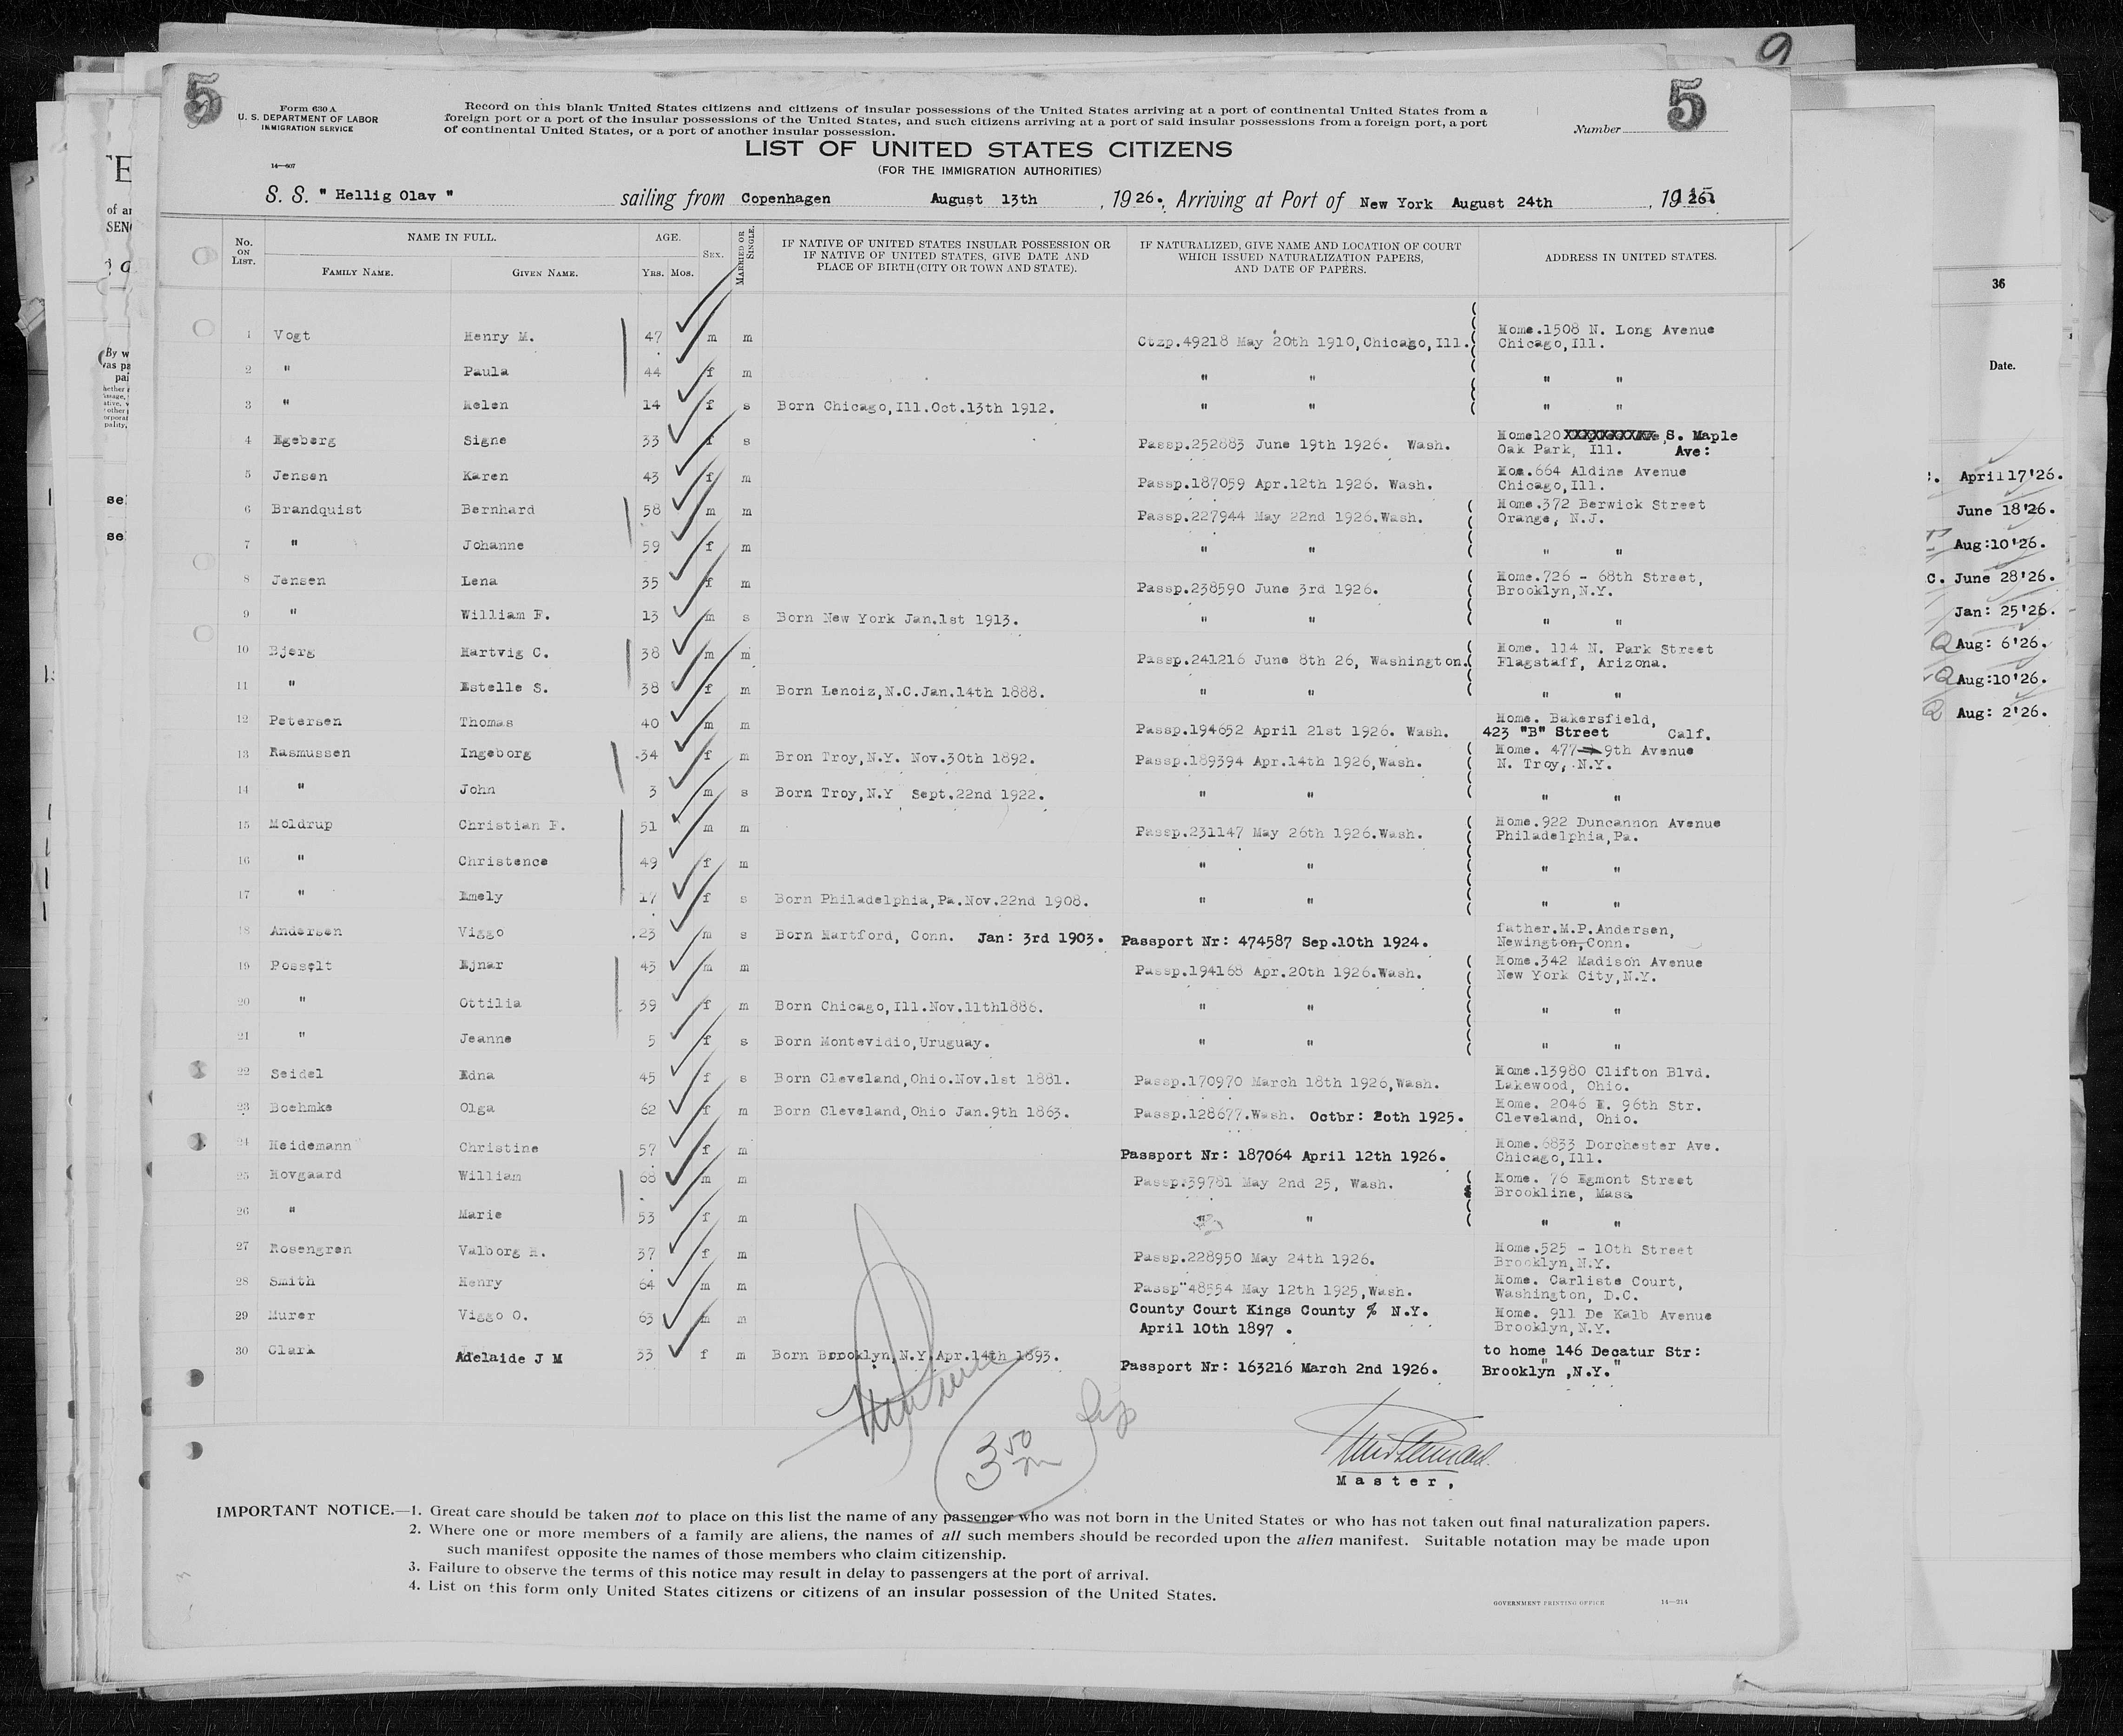 5
5
9
Form 630 A
U. S. DEPARTMENT OF LABOR
IMMIGRATION SERVICE
14—607
Record on this blank United States citizens and citizens of insular possessions of the United States arriving at a port of continental United States from a
foreign port or a port of the insular possessions of the United States, and such citizens arriving at a port of said insular possessions from a foreign port, a port
of continental United States, or a port of another insular possession.
Number
LIST OF UNITED STATES CITIZENS
(FOR THE IMMIGRATION AUTHORITIES)
S. S. " Hellig Olav " sailing from Copenhagen August 13th , 1926., Arriving at Port of New York August 24th , 1926.
No. ON LIST. NAME IN FULL. FAMILY NAME. GIVEN NAME. AGE. YRS. MOS. SEX. MARRIED OR SINGLE. IF NATIVE OF UNITED STATES INSULAR POSSESSION OR IF NATIVE OF UNITED STATES, GIVE DATE AND PLACE OF BIRTH (CITY OR TOWN AND STATE). IF NATURALIZED, GIVE NAME AND LOCATION OF COURT WHICH ISSUED NATURALIZATION PAPERS, AND DATE OF PAPERS. ADDRESS IN UNITED STATES.
1 Vogt Henry M. 47 m m Ctzp.49218 May 20th 1910,Chicago,Ill. Home.1508 N. Long Avenue
Chicago,Ill.
2 " Paula 44 f m " " " "
3 " Helen 14 f s Born Chicago,Ill.Oct.13th 1912. " " " "
4 Egeberg Signe 33 f s Passp.252883 June 19th 1926. Wash. Home120 XXXXXXXXXX S. Maple
Oak Park, Ill. Ave:
5 Jensen Karen 43 f m Passp.187059 Apr.12th 1926. Wash. Hom.664 Aldine Avenue
Chicago,Ill.
6 Brandquist Bernhard 58 m m Passp.227944 May 22nd 1926.Wash. Home.372 Berwick Street
Orange, N.J.
7 " Johanne 59 f m " " " "
8 Jensen Lena 35 f m Passp.238590 June 3rd 1926. Home.726 - 68th Street,
Brooklyn,N.Y.
9 " William F. 13 m s Born New York Jan.1st 1913. " " " "
10 Bjerg Hartvig C. 38 m m Passp.241216 June 8th 26, Washington. Home. 114 N. Park Street
Flagstaff, Arizona.
11 " Estelle S. 38 f m Born Lenoiz,N.C.Jan.14th 1888. " " " "
12 Petersen Thomas 40 m m Passp.194652 April 21st 1926. Wash. Home. Bakersfield,
423 "B" Street Calf.
13 Rasmussen Ingeborg 34 f m Bron Troy,N.Y. Nov.30th 1892. Passp.189394 Apr.14th 1926,Wash. Home. 477 - 9th Avenue
N. Troy, N.Y.
14 " John 3 m s Born Troy,N.Y Sept.22nd 1922. " " " "
15 Moldrup Christian F. 51 m m Passp.231147 May 26th 1926.Wash. Home.922 Duncannon Avenue
Philadelphia,Pa.
16 " Christence 49 f m " " " "
17 " Emely 17 f s Born Philadelphia,Pa.Nov.22nd 1908. " " " "
18 Andersen Viggo 23 m s Born Hartford, Conn. Jan: 3rd 1903. Passport Nr: 474587 Sep.10th 1924. father.M.P.Andersen,
Newington,Conn.
19 Posselt Ejnar 43 m m Passp.194168 Apr.20th 1926.Wash. Home.342 Madison Avenue
New York City,N.Y.
20 " Ottilia 39 f m Born Chicago,Ill.Nov.11th1886. " " " "
21 " Jeanne 5 f s Born Montevidio,Uruguay. " " " "
22 Seidel Edna 45 f s Born Cleveland,Ohio.Nov.1st 1881. Passp.170970 March 18th 1926,Wash. Home.13980 Clifton Blvd.
Lakewood, Ohio.
23 Boehmke Olga 62 f m Born Cleveland,Ohio Jan.9th 1863. Passp.128677.Wash. Octbr: 20th 1925. Home. 2046 E. 96th Str.
Cleveland, Ohio.
24 Heidemann Christine 57 f m Passport Nr: 187064 April 12th 1926. Home.6833 Dorchester Ave.
Chicago,Ill.
25 Hovgaard William 68 m m Passp.39781 May 2nd 25, Wash. Home. 76 Egmont Street
Brookline, Mass.
26 " Marie 53 f m " " " "
27 Rosengren Valborg H. 37 f m Passp.228950 May 24th 1926. Home.525 - 10th Street
Brooklyn,N.Y.
28 Smith Henry 64 m m Passp"48554 May 12th 1925,Wash. Home. Carliste Court,
Washington, D.C.
29 Murer Viggo O. 63 m m County Court Kings County % N.Y.
April 10th 1897 . Home. 911 De Kalb Avenue
Brooklyn,N.Y.
30 Clark Adelaide J M 33 f m Born Brooklyn,N.Y.Apr.14th 1893. Passport Nr: 163216 March 2nd 1926. to home 146 Decatur Str:
Brooklyn ,N.Y."
3 50
Master,
IMPORTANT NOTICE.—1. Great care should be taken not to place on this list the name of any passenger who was not born in the United States or who has not taken out final naturalization papers.
2. Where one or more members of a family are aliens, the names of all such members should be recorded upon the alien manifest. Suitable notation may be made upon
such manifest opposite the names of those members who claim citizenship.
3. Failure to observe the terms of this notice may result in delay to passengers at the port of arrival.
4. List on this form only United States citizens or citizens of an insular possession of the United States.
GOVERNMENT PRINTING OFFICE 14—214
36
Date.
April 17'26.
June 18'26.
Aug:10'26.
C. June 28'26.
Jan: 25'26.
Aug: 6'26.
Aug:10'26.
Aug: 2'26.